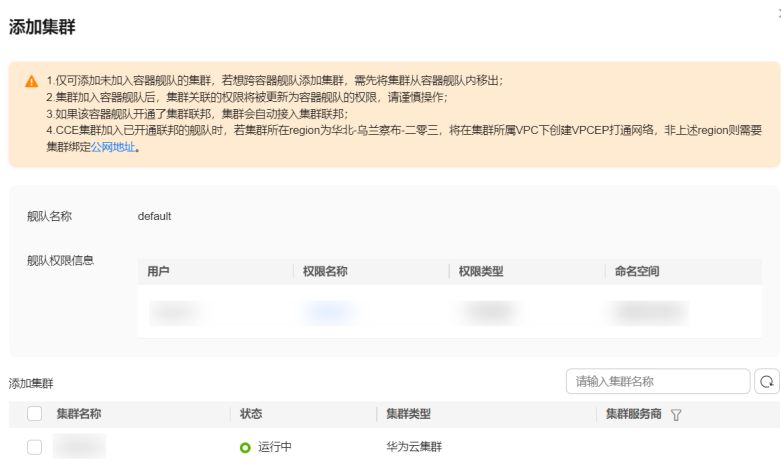 添加集群
1.仅可添加未加入容器舰队的集群，若想跨容器舰队添加集群，需先将集群从容器舰队内移出；
2.集群加入容器舰队后，集群关联的权限将被更新为容器舰队的权限，请谨慎操作；
3.如果该容器舰队开通了集群联邦，集群会自动接入集群联邦；
4.CCE集群加入已开通联邦的舰队时，若集群所在region为华北-乌兰察布-二零三，将在集群所属VPC下创建VPCEP打通网络，非上述region则需要
集群绑定公网地址。
舰队名称 default
舰队权限信息
用户 权限名称 权限类型 命名空间
添加集群 请输入集群名称
集群名称 状态 集群类型 集群服务商
运行中 华为云集群